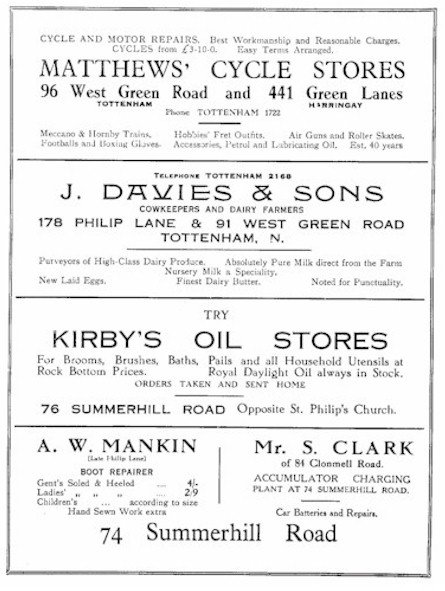 CYCLE AND MOTOR REPAIRS. Best Workmanship and Reasonable Charges.
CYCLES from £3-10-0. Easy Terms Arranged.
MATTHEWS' CYCLE STORES
96 West Green Road and 441 Green Lanes
TOTTENHAM HARRINGAY
Phone TOTTENHAM 1722
Meccano & Hornby Trains. Hobbies' Fret Outfits. Air Guns and Roller Skates.
Footballs and Boxing Gloves. Accessories, Petrol and Lubricating Oil. Est. 40 years
TELEPHONE TOTTENHAM 2168
J. DAVIES & SONS
COWKEEPERS AND DAIRY FARMERS
178 PHILIP LANE & 91 WEST GREEN ROAD
TOTTENHAM, N.
Purveyors of High-Class Dairy Produce. Absolutely Pure Milk direct from the Farm
Nursery Milk a Speciality.
New Laid Eggs. Finest Dairy Butter. Noted for Punctuality.
TRY
KIRBY'S OIL STORES
For Brooms, Brushes, Baths, Pails and all Household Utensils at
Rock Bottom Prices. Royal Daylight Oil always in Stock.
ORDERS TAKEN AND SENT HOME
76 SUMMERHILL ROAD Opposite St. Philip's Church.
A. W. MANKIN
(Late Philip Lane)
BOOT REPAIRER
Gent's Soled & Heeled .... 4/-
Ladies' „ „ „ .... 2/9
Children's .... according to size
Hand Sewn Work extra
Mr. S. CLARK
of 84 Clonmell Road.
ACCUMULATOR CHARGING
PLANT AT 74 SUMMERHILL ROAD.
Car Batteries and Repairs.
74 Summerhill Road